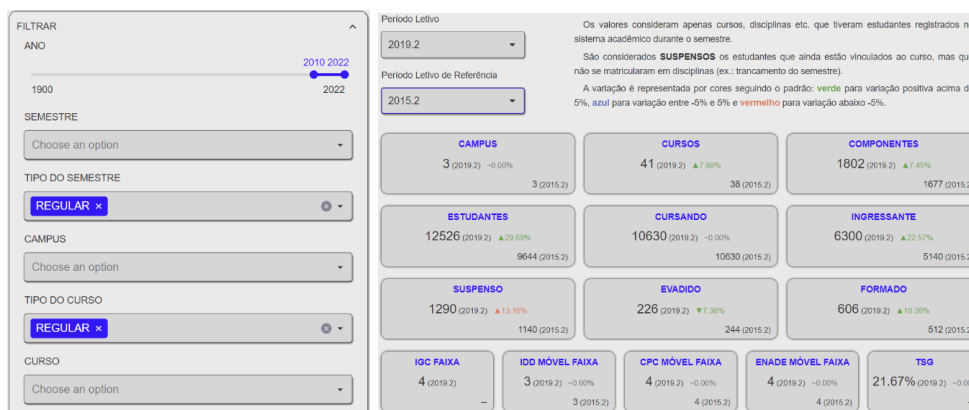 FILTRAR
ANO
2010 2022
1900
2022
SEMESTRE
Choose an option
TIPO DO SEMESTRE
REGULAR ×
CAMPUS
Choose an option
TIPO DO CURSO
REGULAR ×
CURSO
Choose an option
Período Letivo
2019.2
Período Letivo de Referência
2015.2
Os valores consideram apenas cursos, disciplinas etc. que tiveram estudantes registrados n
sistema acadêmico durante o semestre.
São considerados SUSPENSOS os estudantes que ainda estão vinculados ao curso, mas qu
não se matricularam em disciplinas (ex.: trancamento do semestre).
A variação é representada por cores seguindo o padrão: verde para variação positiva acima d
5%, azul para variação entre -5% e 5% e vermelho para variação abaixo -5%.
CAMPUS
3 (2019.2) ~0.00%
3 (2015.2)
CURSOS
41 (2019.2) ▲7.89%
38 (2015.2)
COMPONENTES
1802 (2019.2) ▲7.45%
1677 (2015.2
ESTUDANTES
12526 (2019.2) ▲29.88%
9644 (2015.2)
CURSANDO
10630 (2019.2) ~0.00%
10630 (2015.2)
INGRESSANTE
6300 (2019.2) ▲22.57%
5140 (2015.2
SUSPENSO
1290 (2019.2) ▲13.16%
1140 (2015.2)
EVADIDO
226 (2019.2) ▼7.38%
244 (2015.2)
FORMADO
606 (2019.2) ▲18.36%
512 (2015.2
IGC FAIXA
4 (2019.2)
–
IDD MÓVEL FAIXA
3 (2019.2) ~0.00%
3 (2015.2)
CPC MÓVEL FAIXA
4 (2019.2) ~0.00%
4 (2015.2)
ENADE MÓVEL FAIXA
4 (2019.2) ~0.00%
4 (2015.2)
TSG
21.67% (2019.2) ~0.00